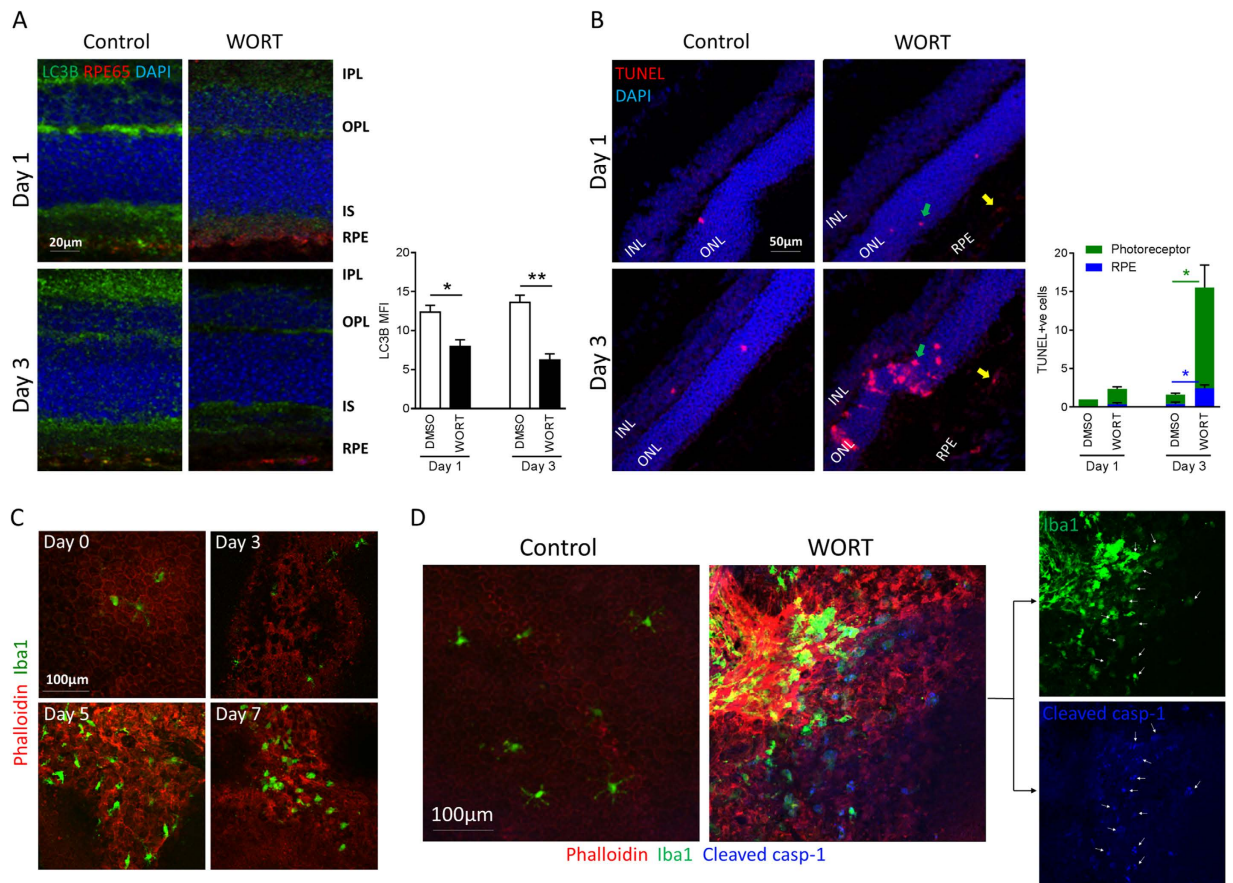 A
Control WORT
LC3B RPE65 DAPI
Day 1
20µm
IPL
OPL
IS
RPE
Day 3
IPL
OPL
IS
RPE
LC3B MFI
20
15
10
5
0
* **
DMSO WORT DMSO WORT
Day 1 Day 3
B
Control WORT
TUNEL
DAPI
Day 1
INL ONL 50µm
INL ONL RPE
Day 3
INL ONL
INL ONL RPE
Photoreceptor
RPE
TUNEL+ve cells
20
15
10
5
0
*
*
DMSO WORT DMSO WORT
Day 1 Day 3
C
Phalloidin Iba1
Day 0 Day 3
100µm
Day 5 Day 7
D
Control WORT
100µm
Phalloidin Iba1 Cleaved casp-1
Iba1
Cleaved casp-1